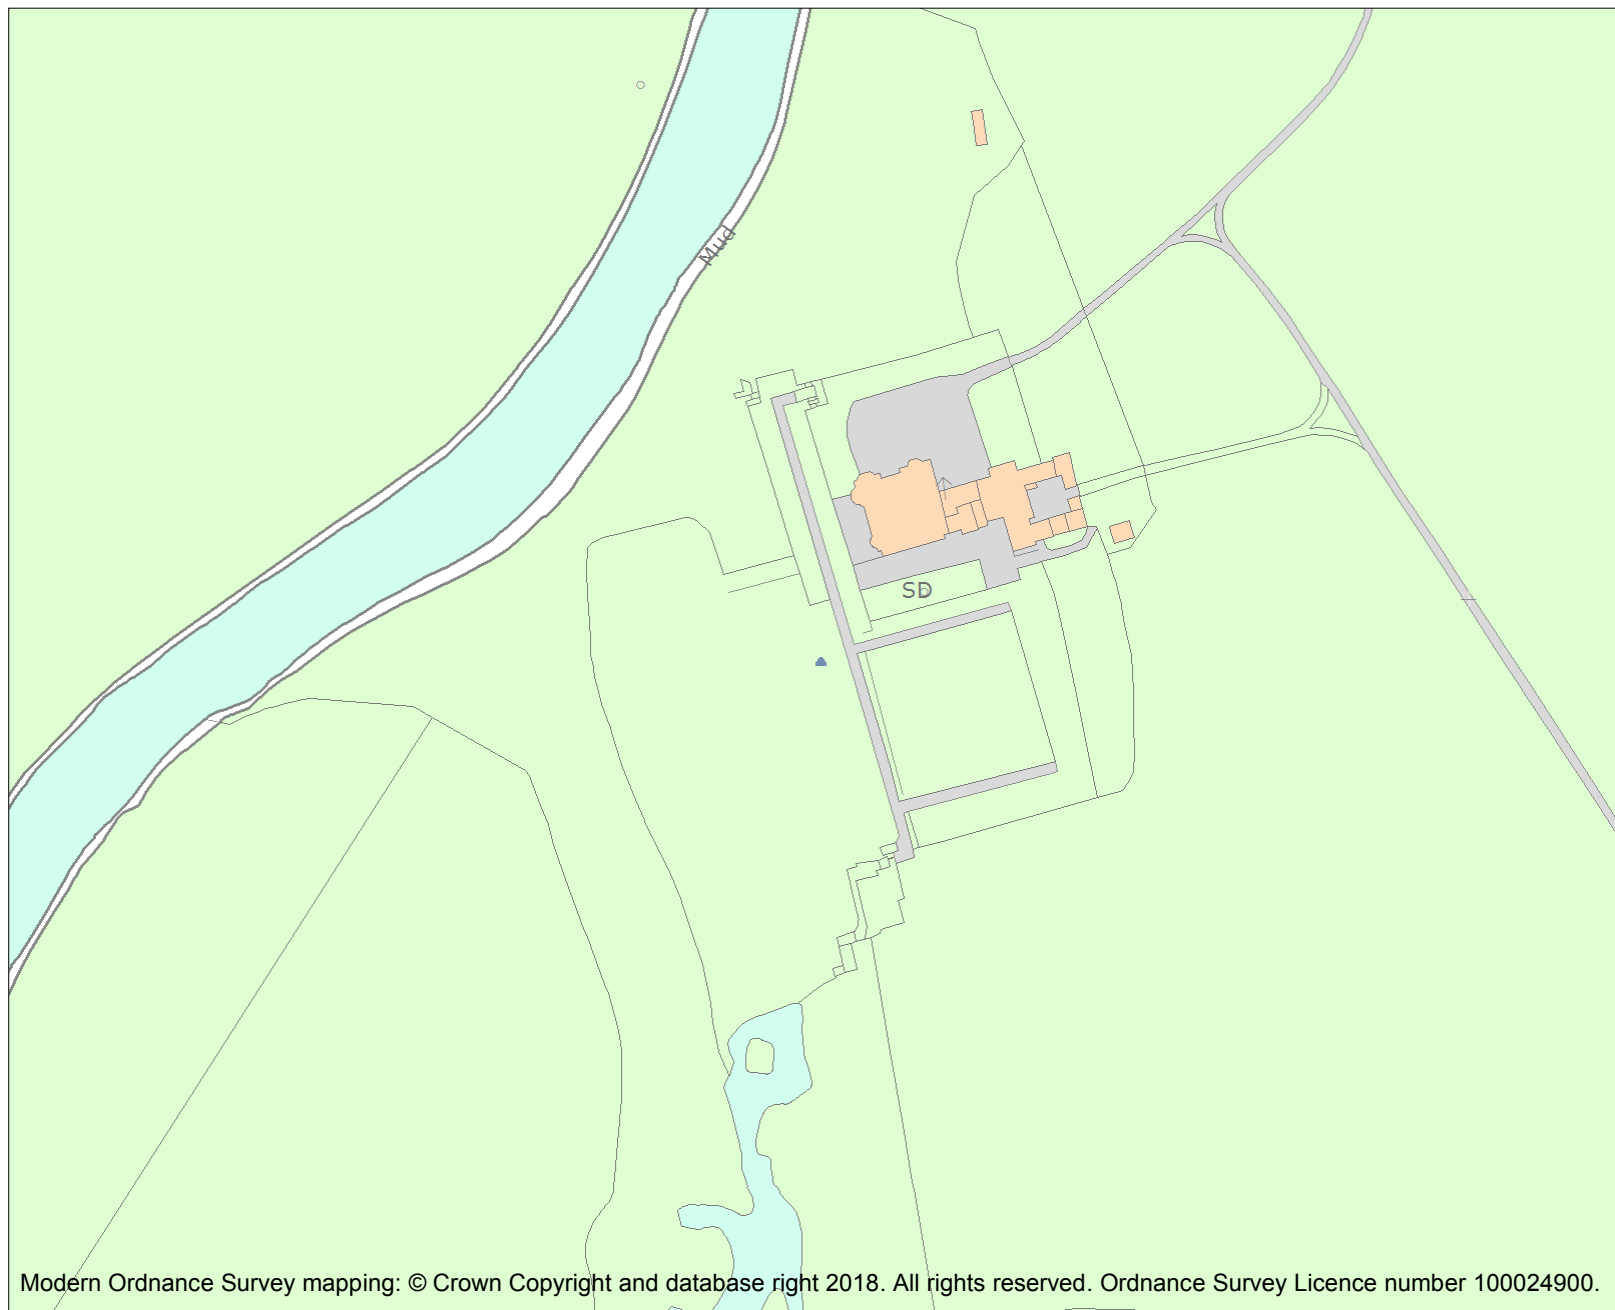 Mud
SD
Modern Ordnance Survey mapping: © Crown Copyright and database right 2018. All rights reserved. Ordnance Survey Licence number 100024900.